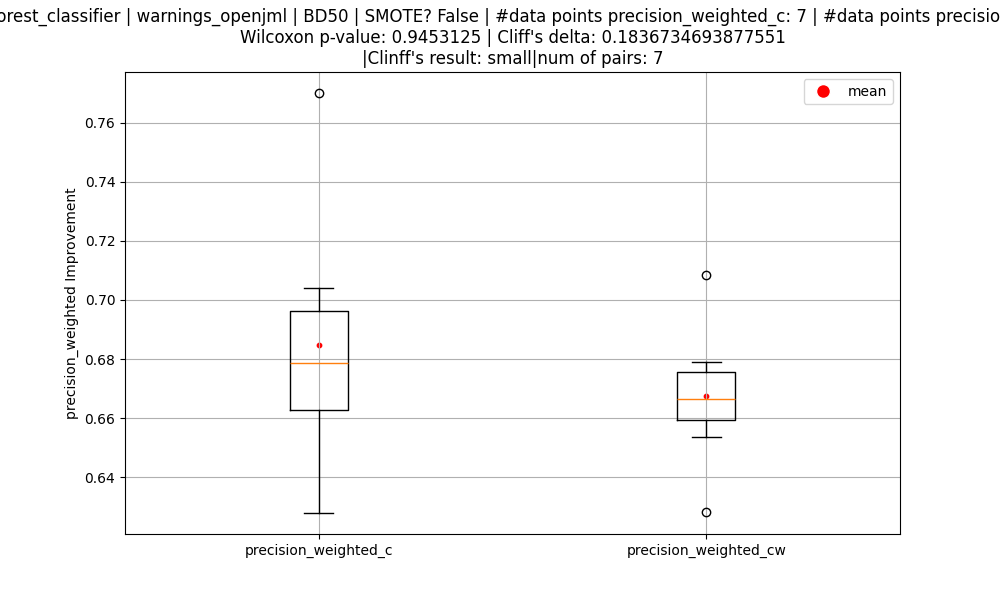 orest_classifier | warnings_openjml | BD50 | SMOTE? False | #data points precision_weighted_c: 7 | #data points precisio
Wilcoxon p-value: 0.9453125 | Cliff's delta: 0.1836734693877551
|Clinff's result: small|num of pairs: 7
mean
precision_weighted Improvement
0.76
0.74
0.72
0.70
0.68
0.66
0.64
precision_weighted_c
precision_weighted_cw